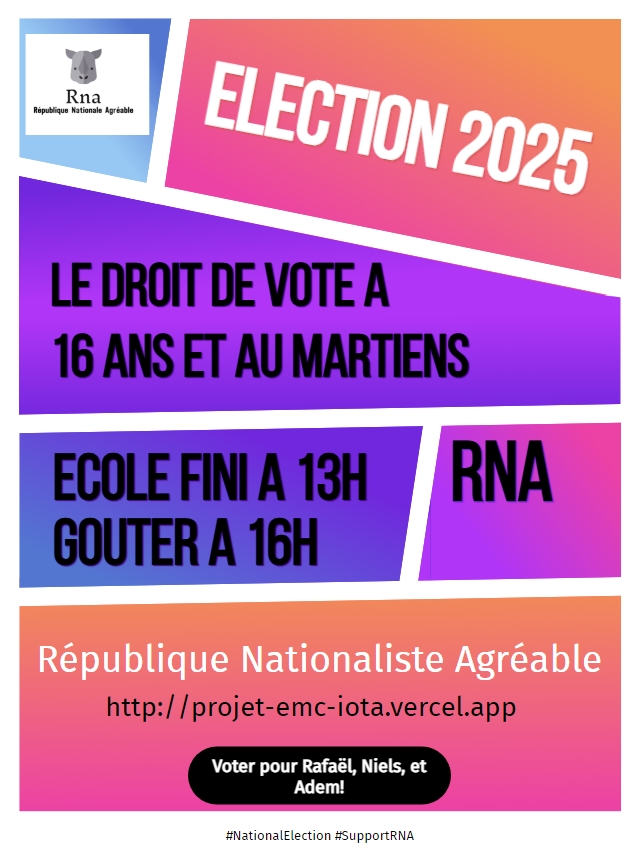 Rna
République Nationale Agréable
ELECTION 2025
LE DROIT DE VOTE A
16 ANS ET AU MARTIENS
ECOLE FINI A 13H
GOUTER A 16H
RNA
République Nationaliste Agréable
http://projet-emc-iota.vercel.app
Voter pour Rafaël, Niels, et
Adem!
#NationalElection #SupportRNA